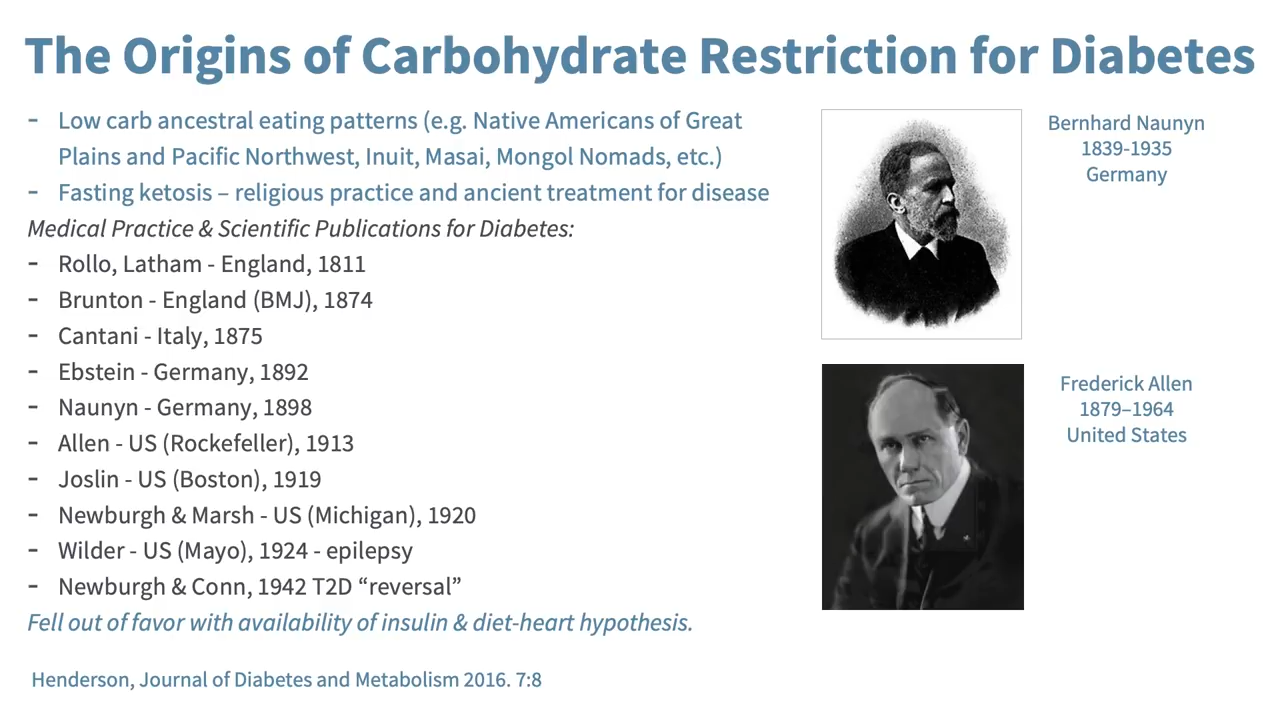 The Origins of Carbohydrate Restriction for Diabetes
- Low carb ancestral eating patterns (e.g. Native Americans of Great
Plains and Pacific Northwest, Inuit, Masai, Mongol Nomads, etc.)
- Fasting ketosis – religious practice and ancient treatment for disease
Medical Practice & Scientific Publications for Diabetes:
- Rollo, Latham - England, 1811
- Brunton - England (BMJ), 1874
- Cantani - Italy, 1875
- Ebstein - Germany, 1892
- Naunyn - Germany, 1898
- Allen - US (Rockefeller), 1913
- Joslin - US (Boston), 1919
- Newburgh & Marsh - US (Michigan), 1920
- Wilder - US (Mayo), 1924 - epilepsy
- Newburgh & Conn, 1942 T2D “reversal”
Fell out of favor with availability of insulin & diet-heart hypothesis.
Henderson, Journal of Diabetes and Metabolism 2016. 7:8
Bernhard Naunyn
1839-1935
Germany
Frederick Allen
1879–1964
United States